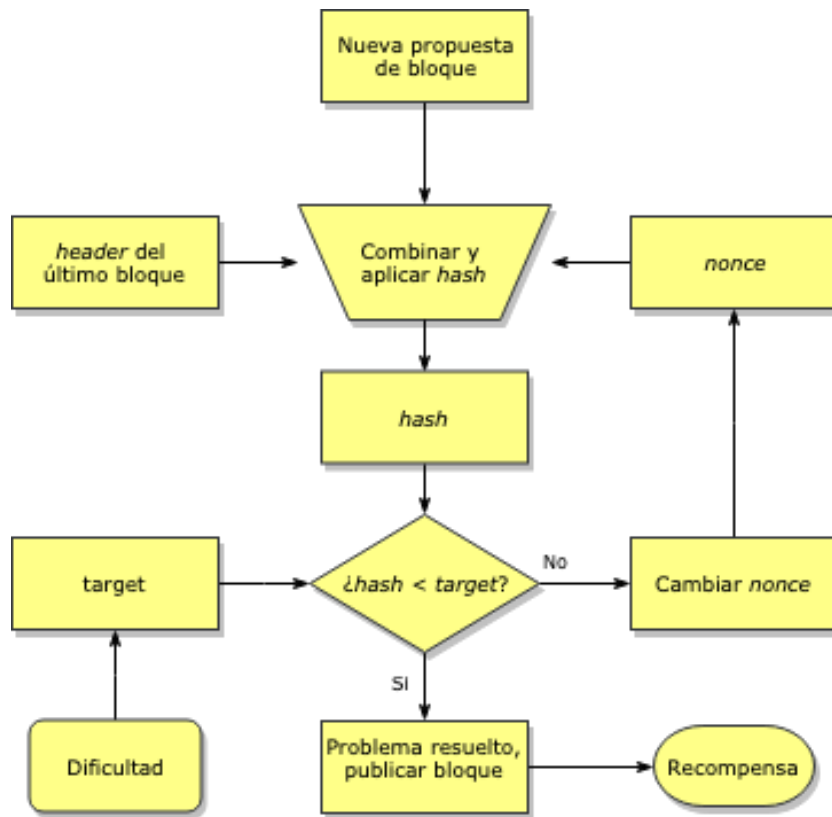 Nueva propuesta
de bloque
header del
último bloque
Combinar y
aplicar hash
nonce
hash
target
¿hash < target?
No
Cambiar nonce
Si
Dificultad
Problema resuelto,
publicar bloque
Recompensa